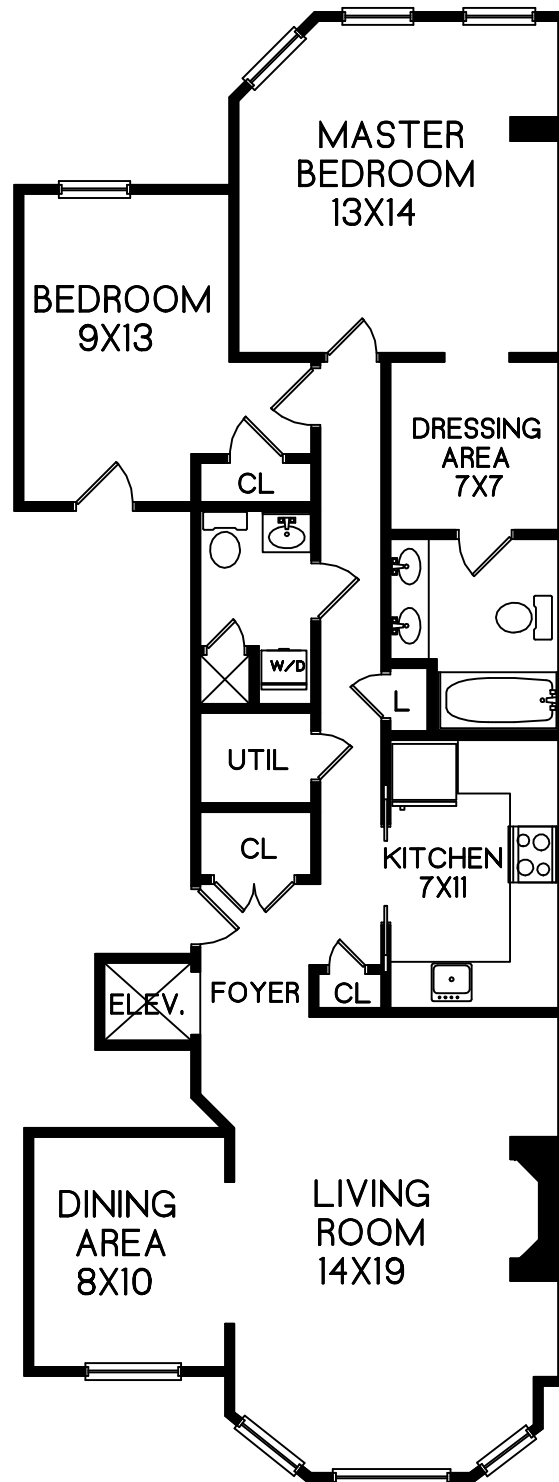 MASTER
BEDROOM
13X14
BEDROOM
9X13
DRESSING
AREA
7X7
CL
W/D
L
UTIL
CL
KITCHEN
7X11
ELEV.
FOYER
CL
DINING
AREA
8X10
LIVING
ROOM
14X19